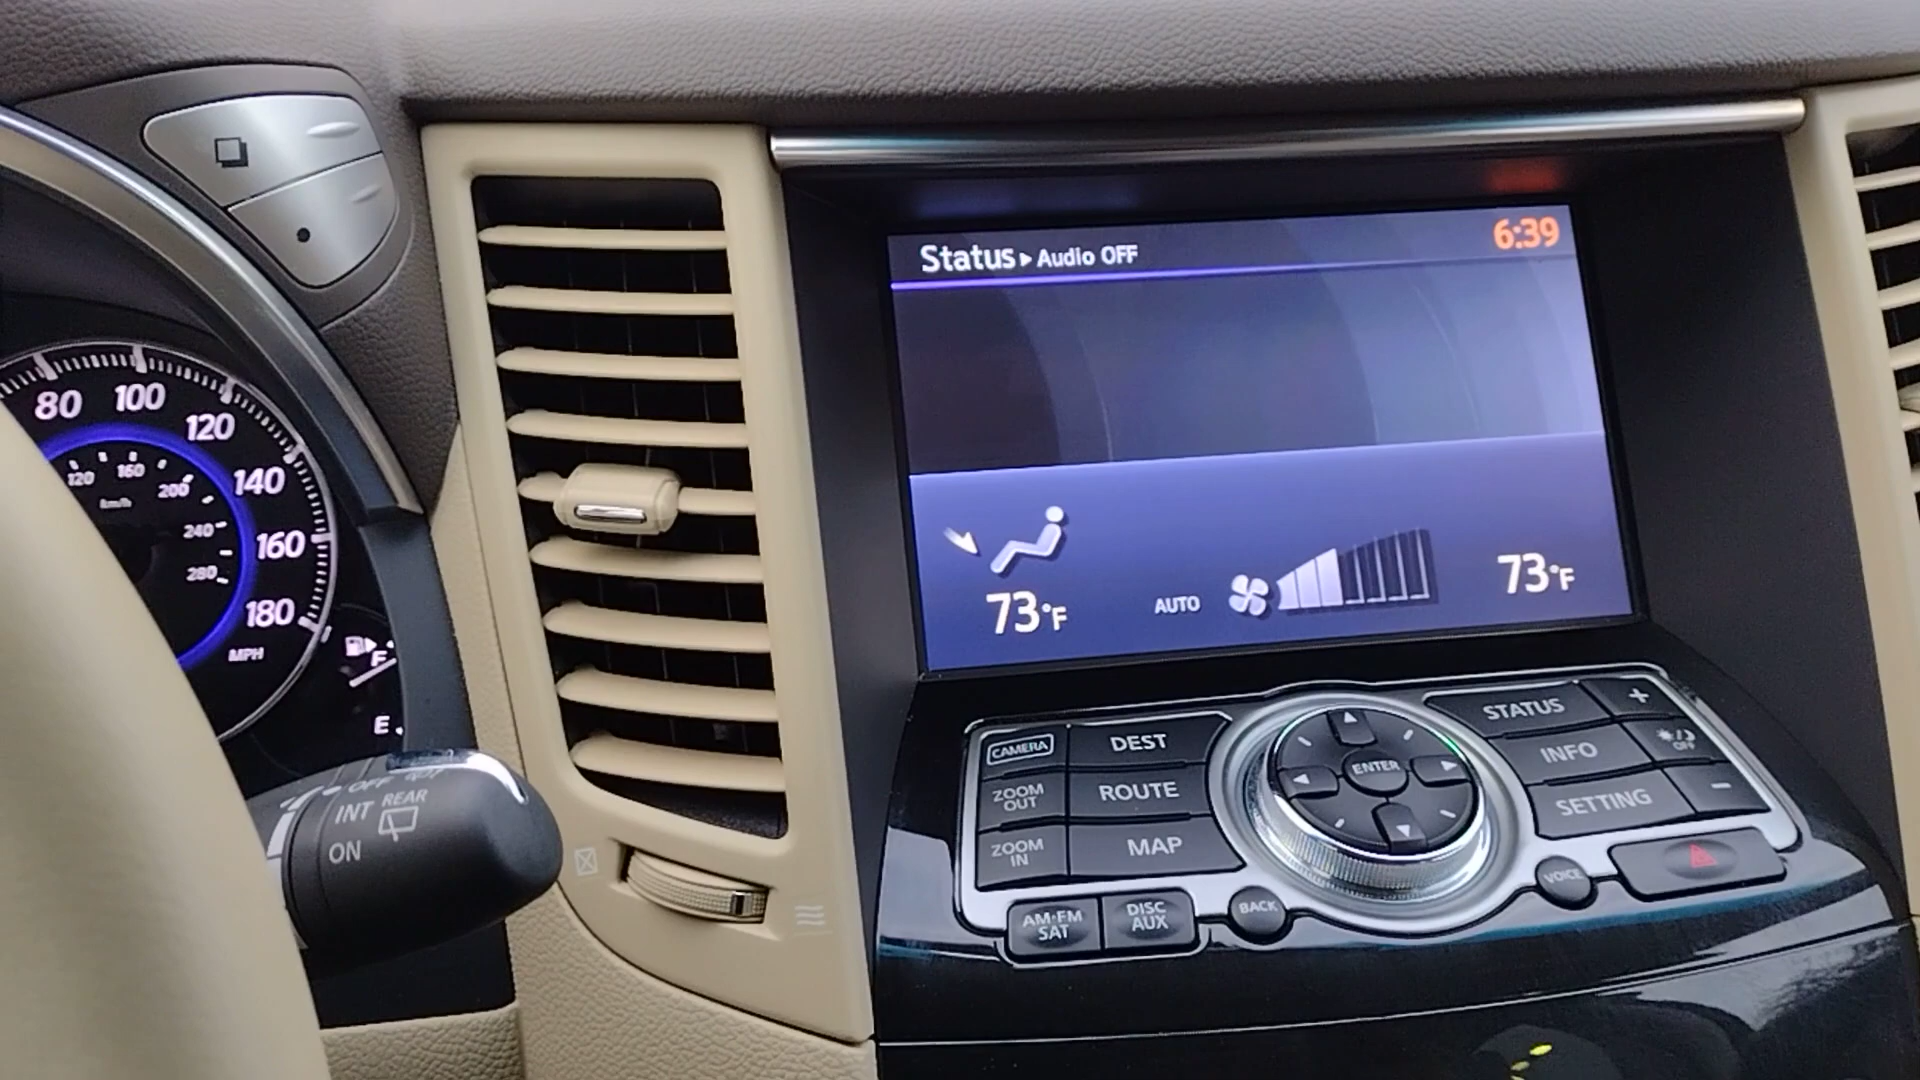 80
100
120
140
160
180
MPH
120
160
200
240
280
km/h
F
E
OFF
INT
REAR
ON
Status ▸ Audio OFF
6:39
73°F
AUTO
73°F
CAMERA
DEST
ZOOM
OUT
ROUTE
ZOOM
IN
MAP
AM·FM
SAT
DISC
AUX
BACK
ENTER
STATUS
+
INFO
OFF
SETTING
−
VOICE